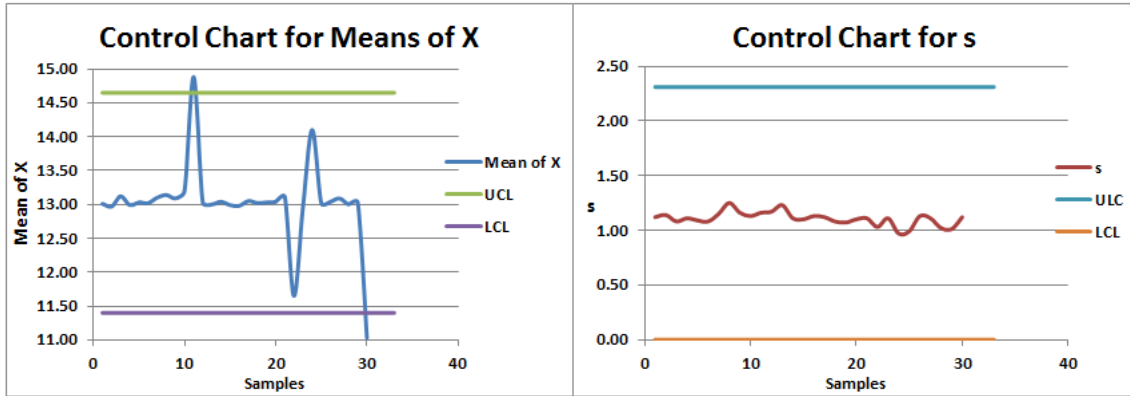 Control Chart for Means of X
15.00
14.50
14.00
13.50
13.00
12.50
12.00
11.50
11.00
Mean of X
0
10
20
30
40
Samples
Mean of X
UCL
LCL
Control Chart for s
2.50
2.00
1.50
1.00
0.50
0.00
s
0
10
20
30
40
Samples
s
ULC
LCL